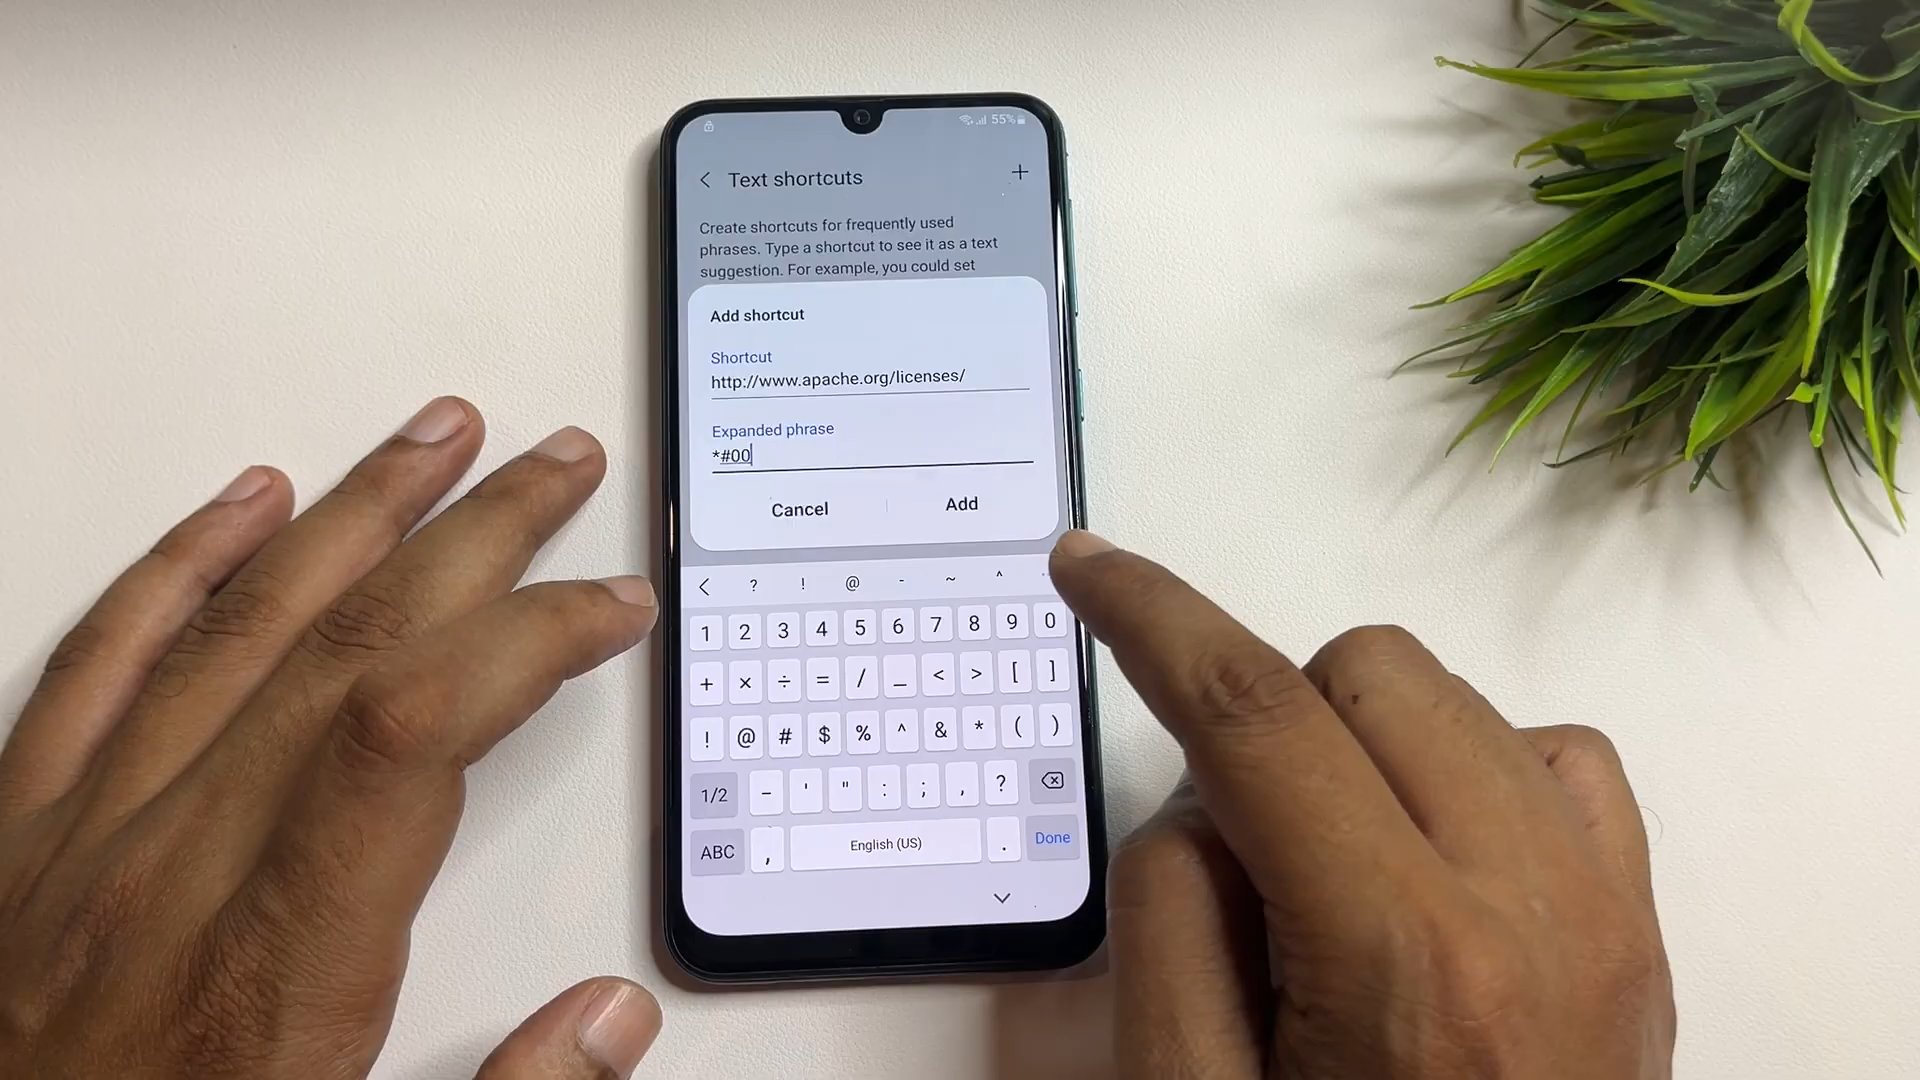 55%
Text shortcuts
+
Create shortcuts for frequently used
phrases. Type a shortcut to see it as a text
suggestion. For example, you could set
Add shortcut
Shortcut
http://www.apache.org/licenses/
Expanded phrase
*#00
Cancel
Add
? ! @ - ~ ^
1 2 3 4 5 6 7 8 9 0
+ × ÷ = / _ < > [ ]
! @ # $ % ^ & * ( )
1/2 - ' " : ; , ?
ABC , English (US) . Done